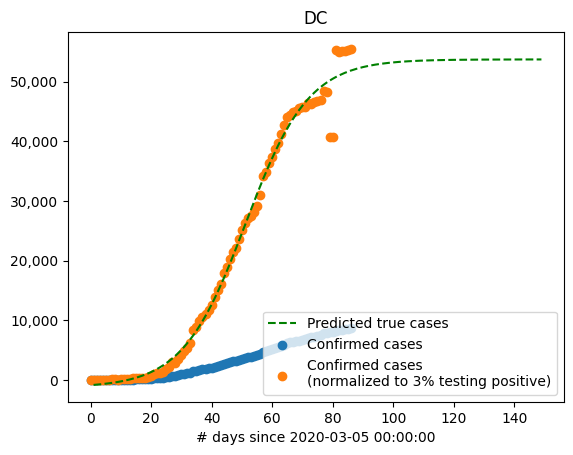 DC
50,000
40,000
30,000
20,000
10,000
0
Predicted true cases
Confirmed cases
Confirmed cases
(normalized to 3% testing positive)
0 20 40 60 80 100 120 140
# days since 2020-03-05 00:00:00